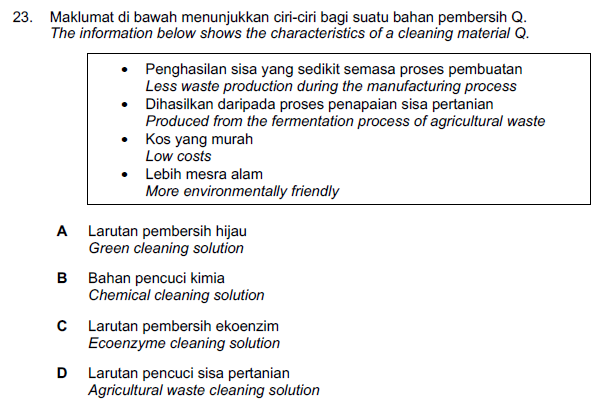 23. Maklumat di bawah menunjukkan ciri-ciri bagi suatu bahan pembersih Q.
The information below shows the characteristics of a cleaning material Q.
• Penghasilan sisa yang sedikit semasa proses pembuatan
Less waste production during the manufacturing process
• Dihasilkan daripada proses penapaian sisa pertanian
Produced from the fermentation process of agricultural waste
• Kos yang murah
Low costs
• Lebih mesra alam
More environmentally friendly
A Larutan pembersih hijau
Green cleaning solution
B Bahan pencuci kimia
Chemical cleaning solution
C Larutan pembersih ekoenzim
Ecoenzyme cleaning solution
D Larutan pencuci sisa pertanian
Agricultural waste cleaning solution